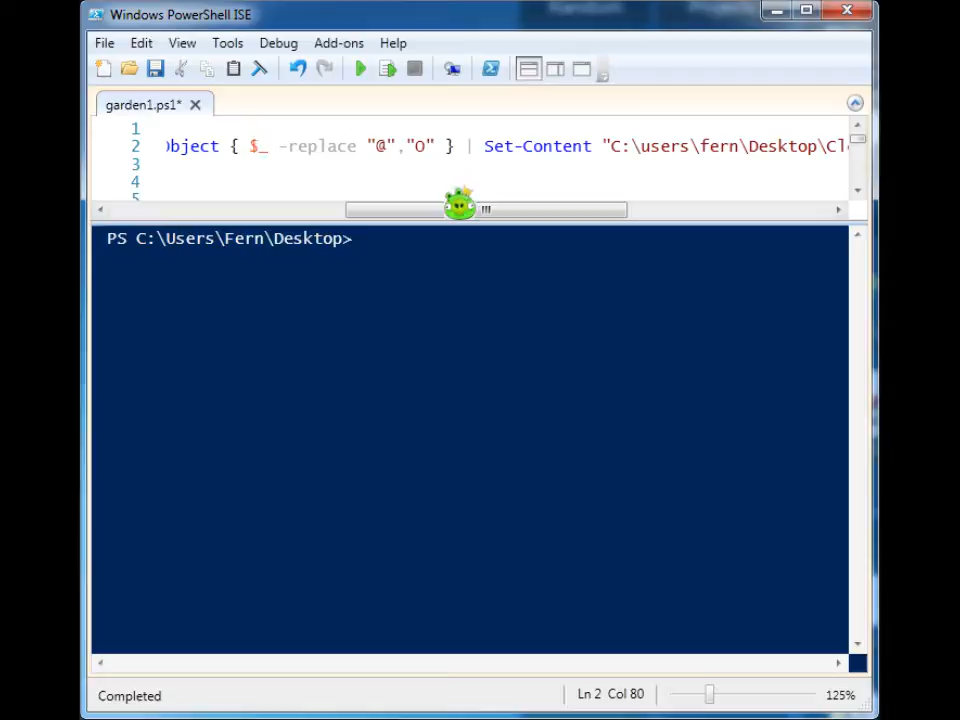 Windows PowerShell ISE
File Edit View Tools Debug Add-ons Help
garden1.ps1*
1
2 bject { $_ -replace "@","O" } | Set-Content "C:\users\fern\Desktop\Cl
3
4
5
PS C:\Users\Fern\Desktop>
Completed Ln 2 Col 80 125%